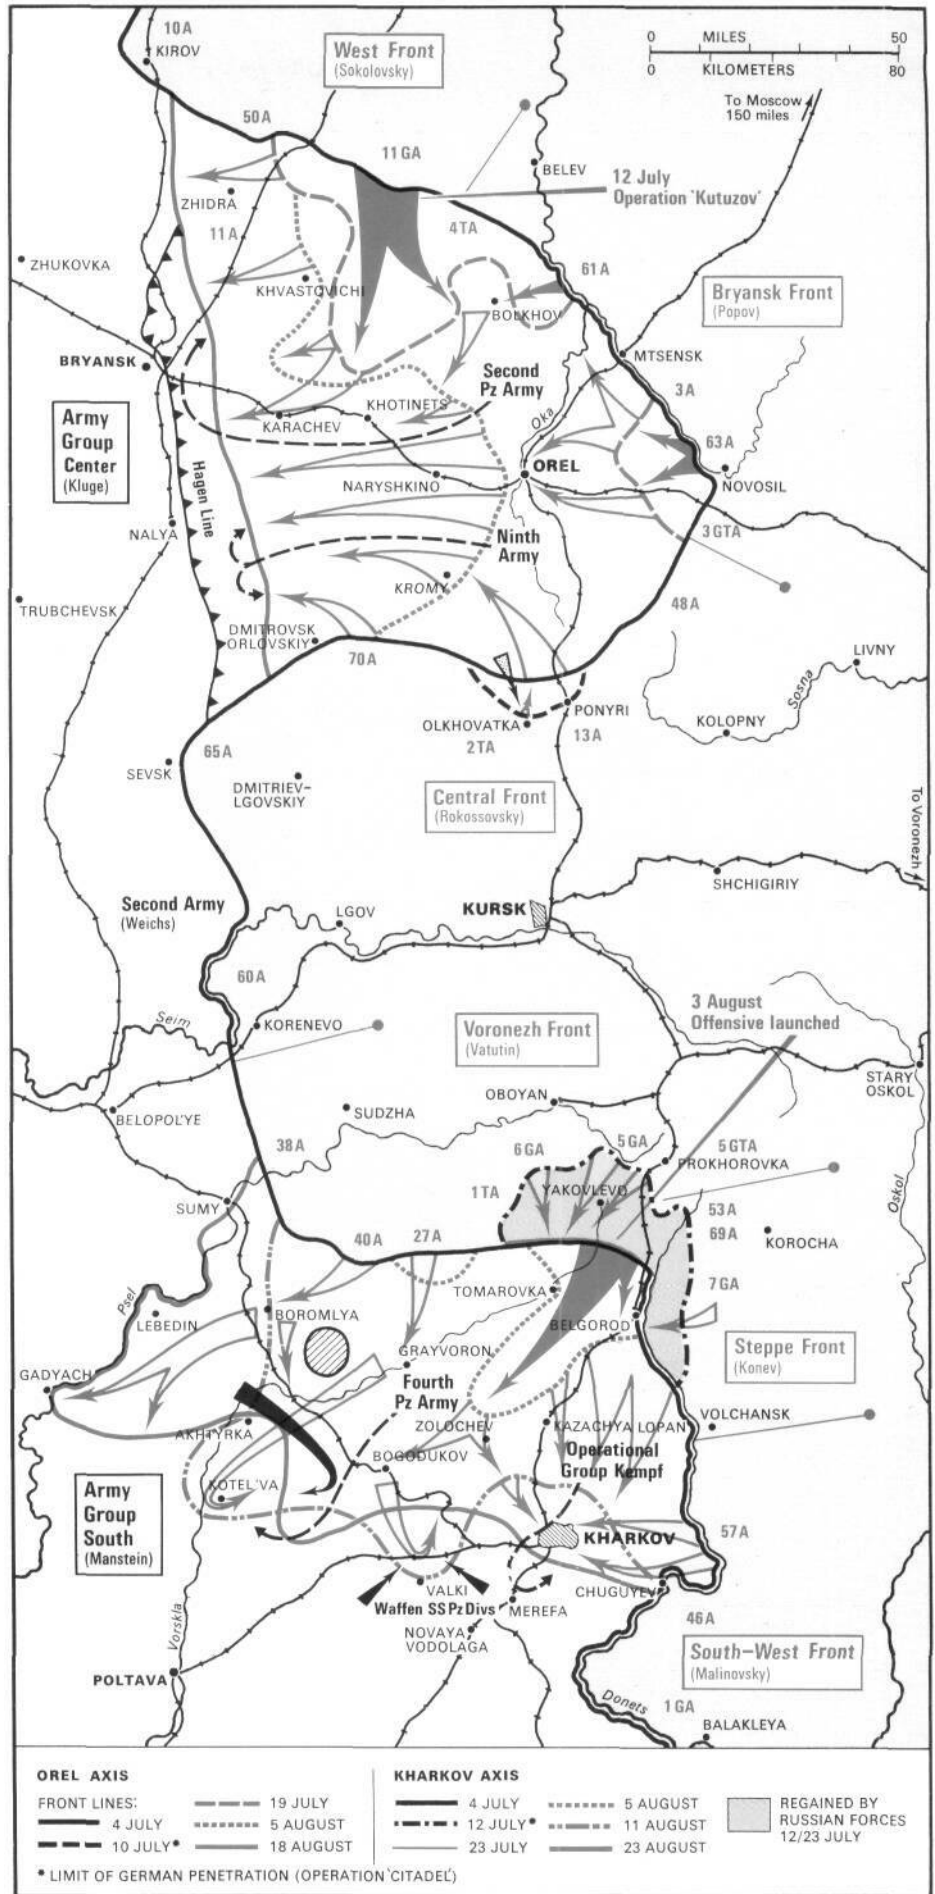 10A
KIROV
West Front
(Sokolovsky)
0 MILES 50
0 KILOMETERS 80
To Moscow
150 miles
50A
11 GA
BELEV
12 July
Operation 'Kutuzov'
ZHIDRA
11A
4TA
ZHUKOVKA
61A
KHVASTOVICHI
BOLKHOV
Bryansk Front
(Popov)
MTSENSK
BRYANSK
Second
Pz Army
3A
Army
Group
Center
(Kluge)
KHOTINETS
KARACHEV
Oka
63A
OREL
Hagen Line
NARYSHKINO
NOVOSIL
NALYA
Ninth
Army
3GTA
KROMY
TRUBCHEVSK
48A
DMITROVSK
ORLOVSKIY
70A
LIVNY
Sosna
PONYRI
OLKHOVATKA
KOLOPNY
2TA
13A
65A
SEVSK
DMITRIEV-
LGOVSKIY
Central Front
(Rokossovsky)
To Voronezh
SHCHIGIRIY
Second Army
(Weichs)
LGOV
KURSK
60A
3 August
Offensive launched
Seim
KORENEVO
Voronezh Front
(Vatutin)
STARY
OSKOL
OBOYAN
BELOPOL'YE
SUDZHA
38A
6GA
5GA
5GTA
PROKHOROVKA
1TA
YAKOVLEVO
SUMY
53A
69A
KOROCHA
Oskol
40A
27A
7GA
Psel
TOMAROVKA
LEBEDIN
BOROMLYA
BELGOROD
Steppe Front
(Konev)
GRAYVORON
GADYACH
Fourth
Pz Army
AKHTYRKA
ZOLOCHEV
KAZACHYA LOPAN
VOLCHANSK
Operational
Group Kempf
BOGODUKOV
Army
Group
South
(Manstein)
KOTEL'VA
KHARKOV
57A
VALKI
CHUGUYEV
Waffen SS Pz Divs
MEREFA
46A
Vorskla
NOVAYA
VODOLAGA
South-West Front
(Malinovsky)
POLTAVA
Donets
1GA
BALAKLEYA
OREL AXIS
FRONT LINES:
4 JULY
10 JULY*
19 JULY
5 AUGUST
18 AUGUST
KHARKOV AXIS
4 JULY
12 JULY*
23 JULY
5 AUGUST
11 AUGUST
23 AUGUST
REGAINED BY
RUSSIAN FORCES
12/23 JULY
* LIMIT OF GERMAN PENETRATION (OPERATION 'CITADEL')